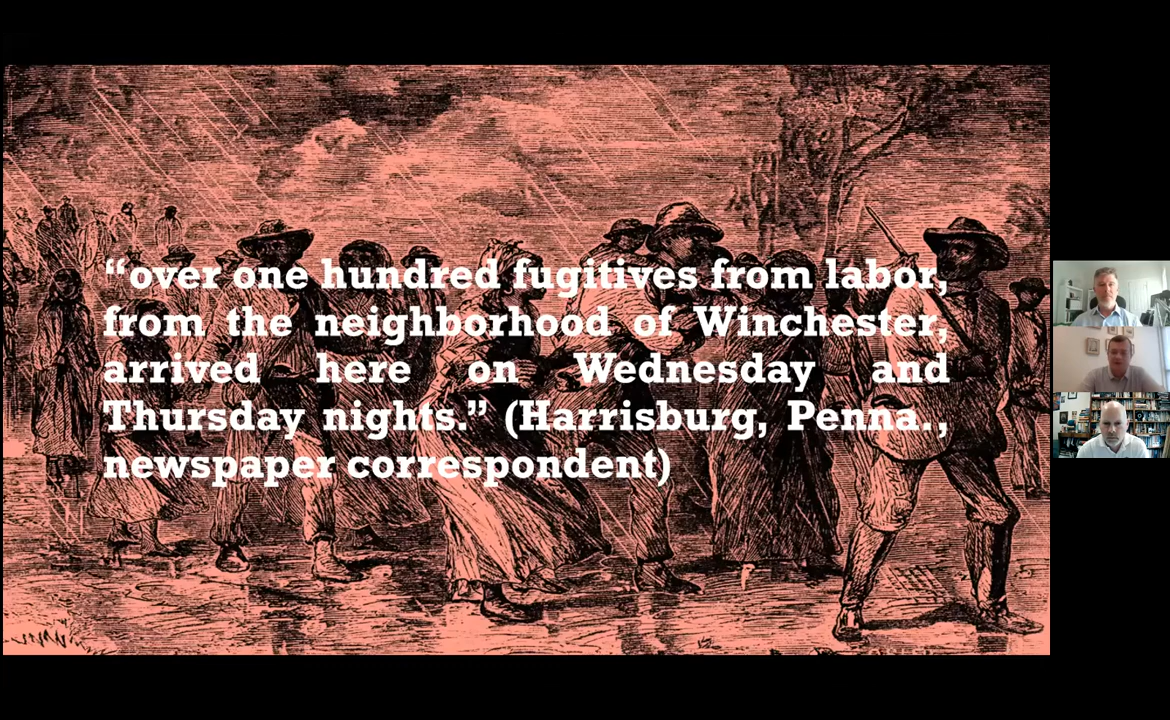 “over one hundred fugitives from labor,
from the neighborhood of Winchester,
arrived here on Wednesday and
Thursday nights.” (Harrisburg, Penna.,
newspaper correspondent)